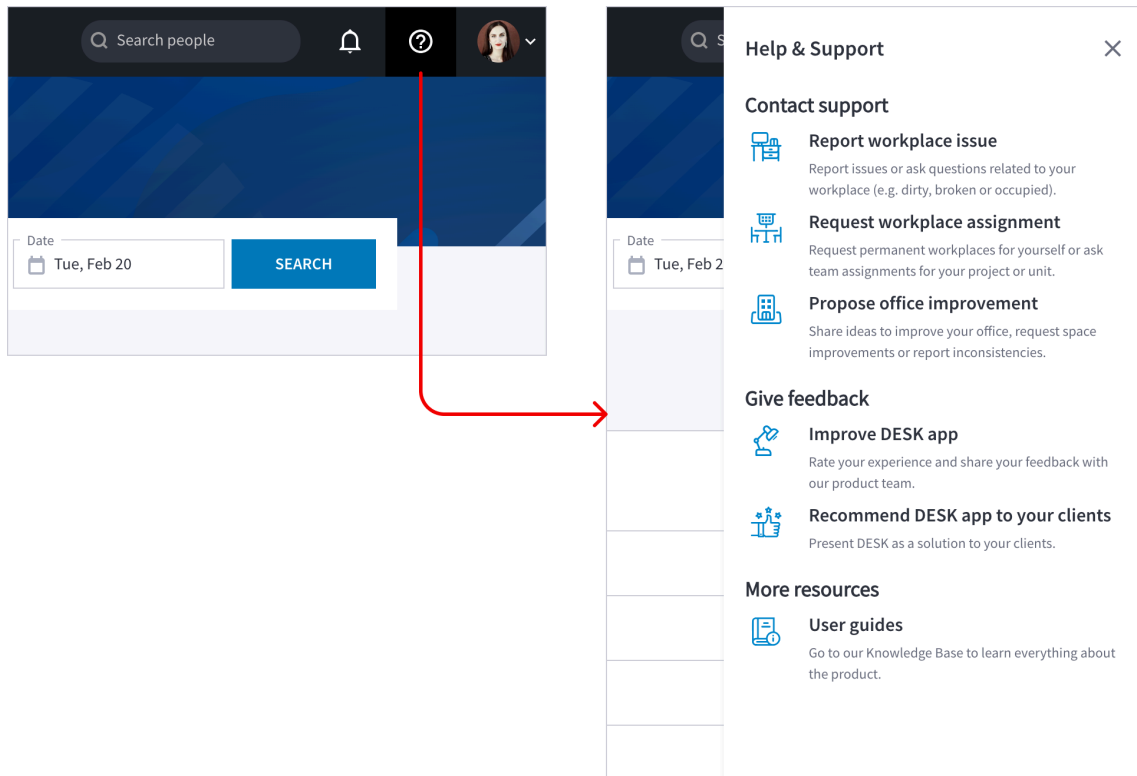 Search people
Date
Tue, Feb 20
SEARCH
S
Date
Tue, Feb 2
Help & Support
Contact support
Report workplace issue
Report issues or ask questions related to your
workplace (e.g. dirty, broken or occupied).
Request workplace assignment
Request permanent workplaces for yourself or ask
team assignments for your project or unit.
Propose office improvement
Share ideas to improve your office, request space
improvements or report inconsistencies.
Give feedback
Improve DESK app
Rate your experience and share your feedback with
our product team.
Recommend DESK app to your clients
Present DESK as a solution to your clients.
More resources
User guides
Go to our Knowledge Base to learn everything about
the product.